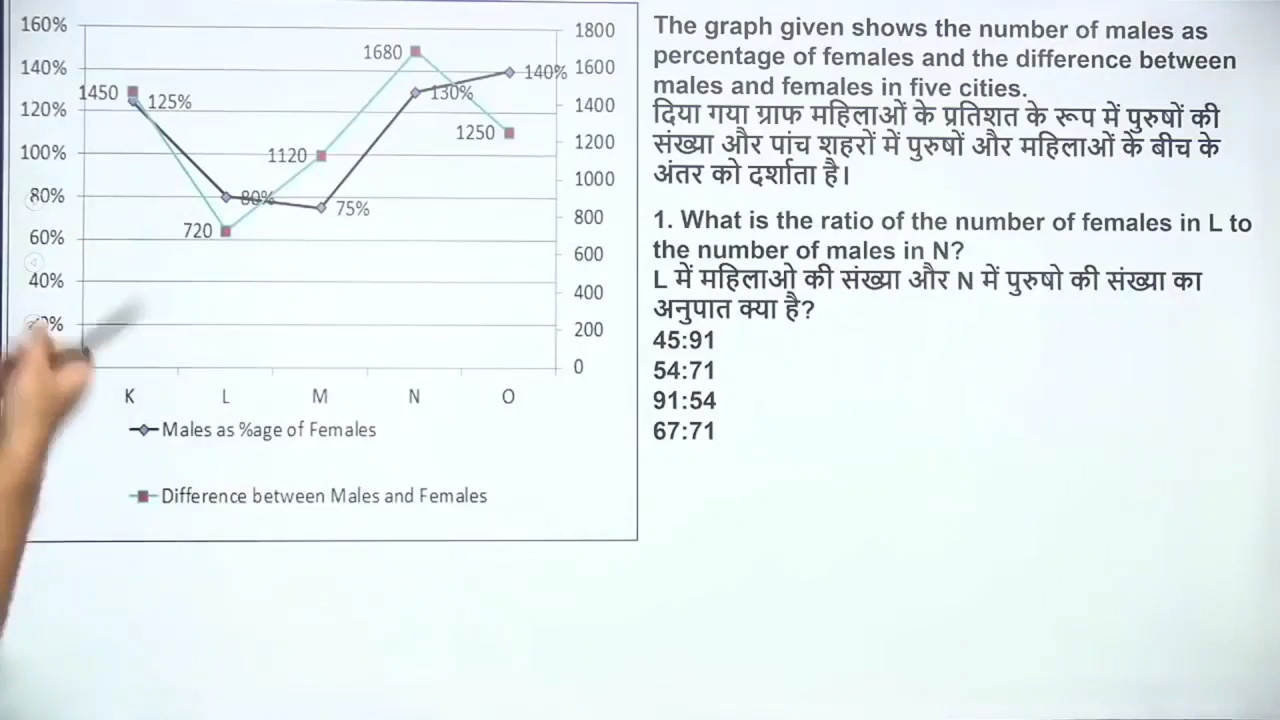 160%
140%
120%
100%
80%
60%
40%
1800
1600
1400
1200
1000
800
600
400
200
0
1450
125%
720
80%
1120
75%
1680
130%
1250
140%
K L M N O
Males as %age of Females
Difference between Males and Females
The graph given shows the number of males as
percentage of females and the difference between
males and females in five cities.
दिया गया ग्राफ महिलाओं के प्रतिशत के रूप में पुरुषों की
संख्या और पांच शहरों में पुरुषों और महिलाओं के बीच के
अंतर को दर्शाता है।
1. What is the ratio of the number of females in L to
the number of males in N?
L में महिलाओ की संख्या और N में पुरुषो की संख्या का
अनुपात क्या है?
45:91
54:71
91:54
67:71